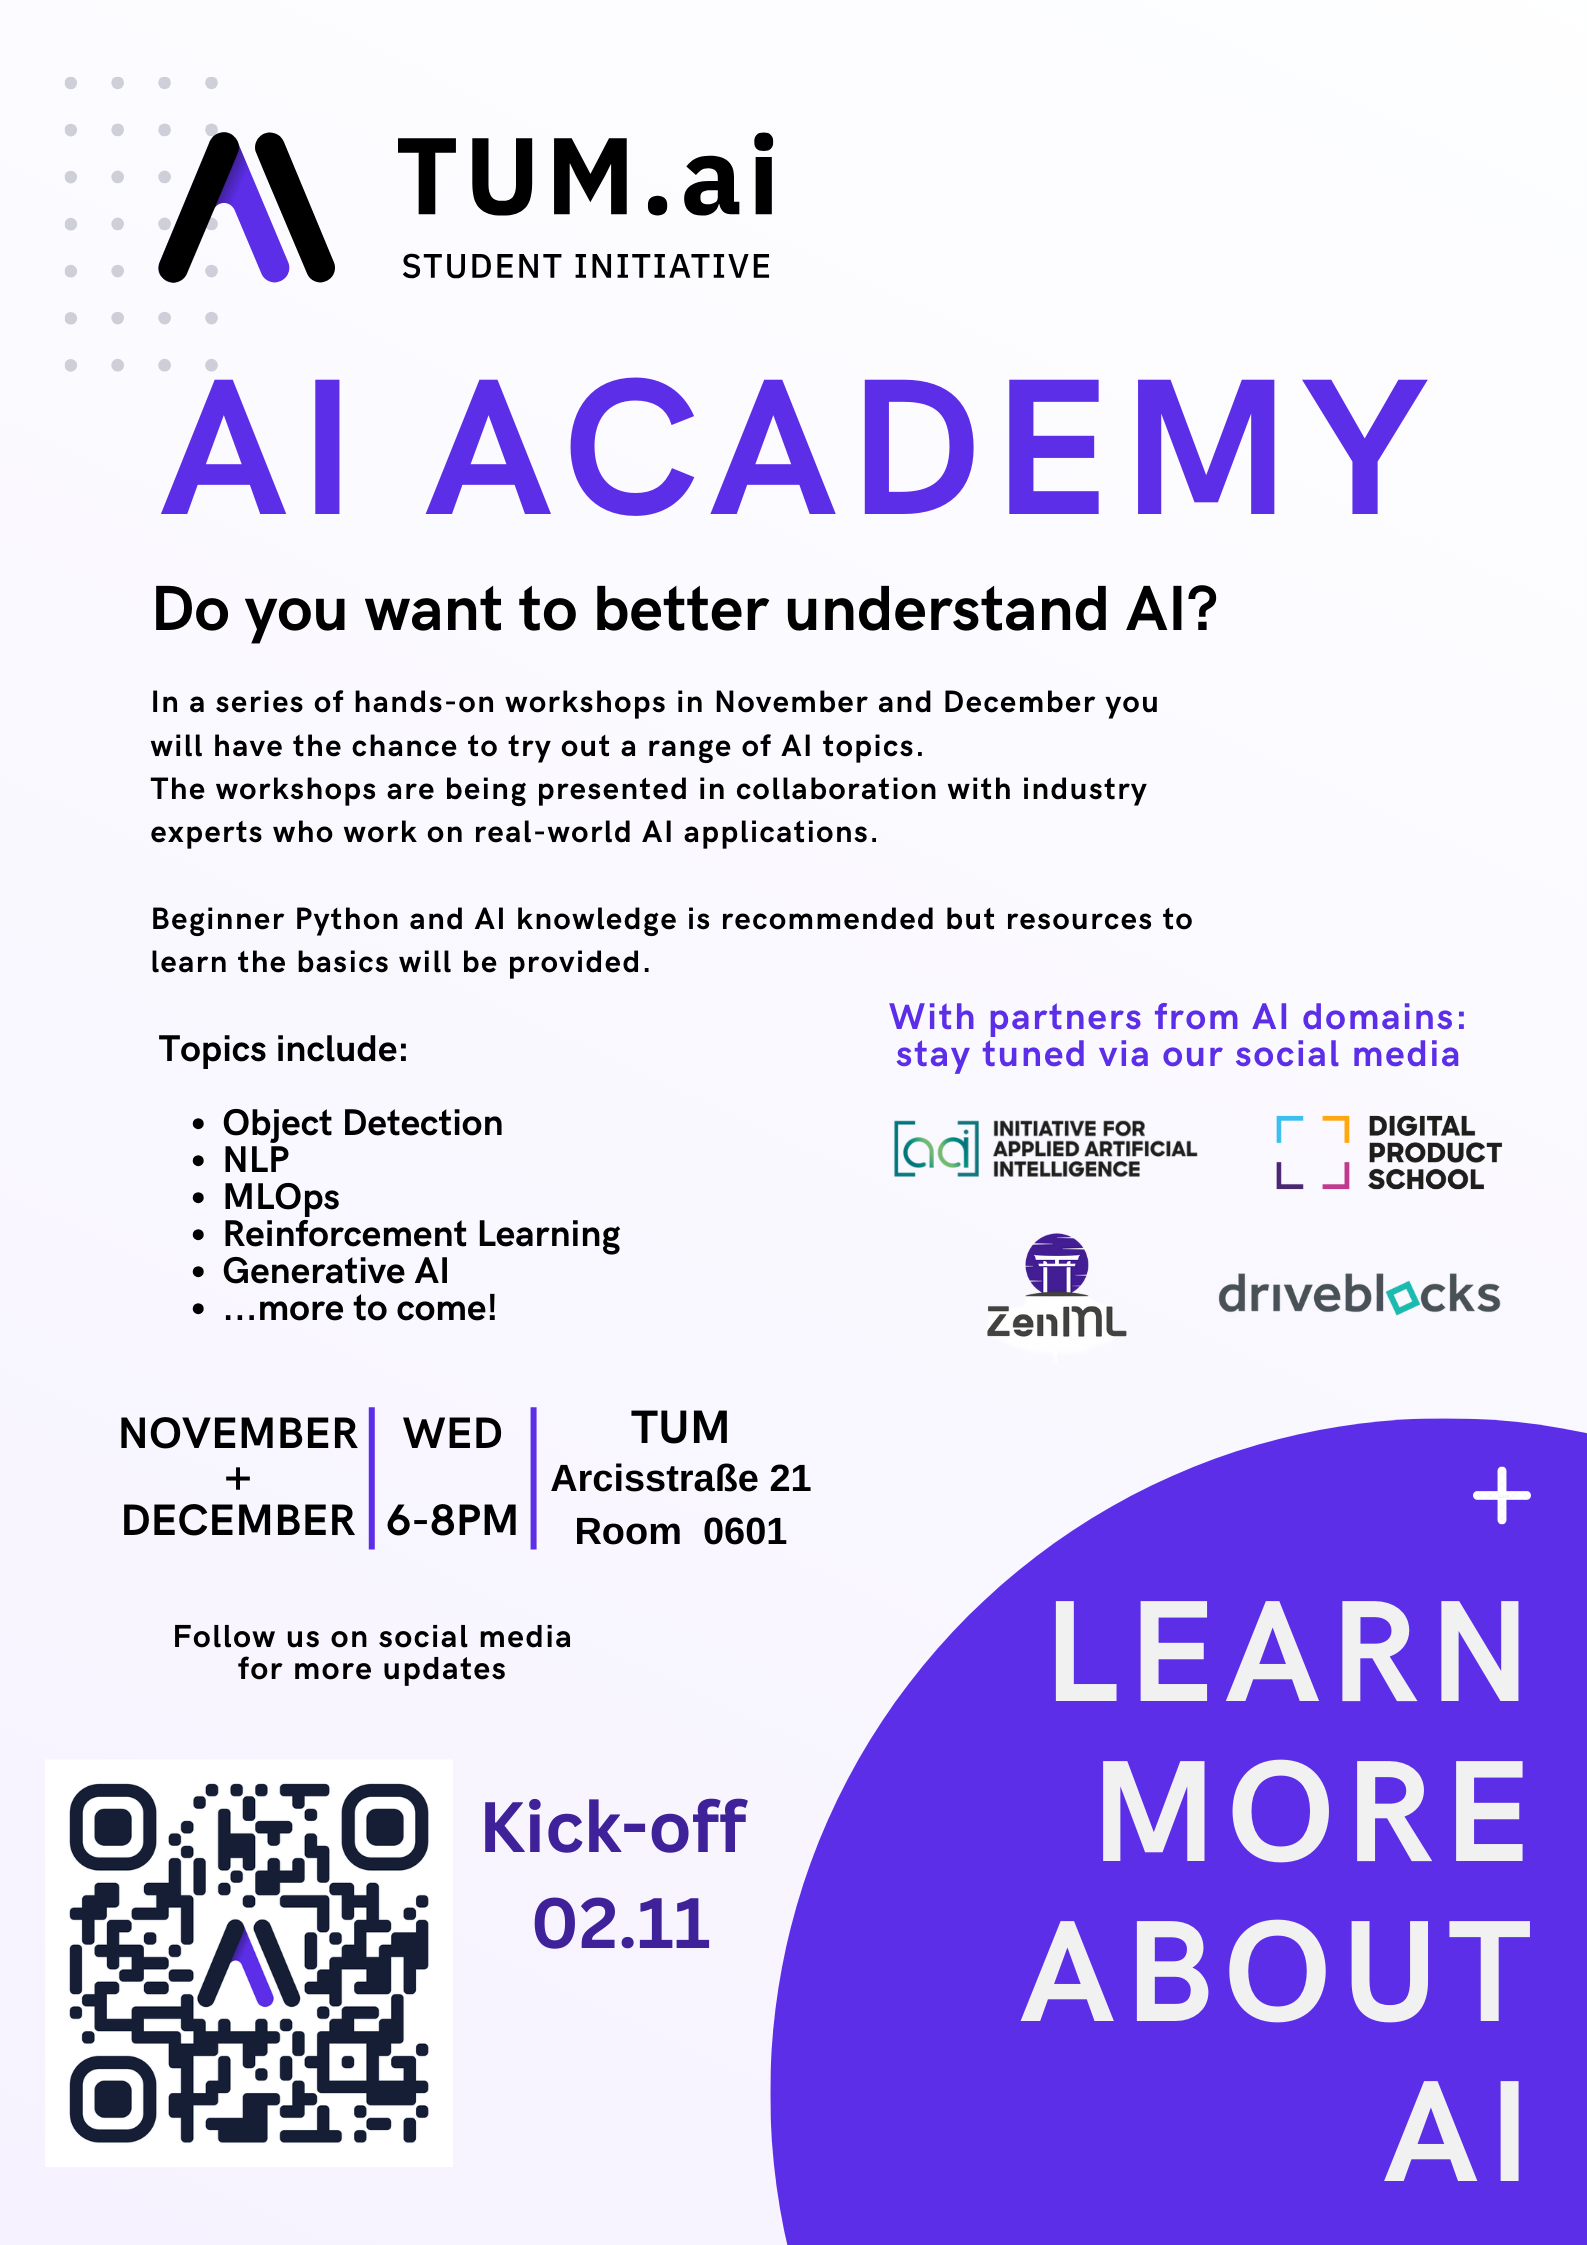 TUM.ai
STUDENT INITIATIVE
AI ACADEMY
Do you want to better understand AI?
In a series of hands-on workshops in November and December you
will have the chance to try out a range of AI topics.
The workshops are being presented in collaboration with industry
experts who work on real-world AI applications.
Beginner Python and AI knowledge is recommended but resources to
learn the basics will be provided.
Topics include:
• Object Detection
• NLP
• MLOps
• Reinforcement Learning
• Generative AI
• ...more to come!
With partners from AI domains:
stay tuned via our social media
[ai]
INITIATIVE FOR
APPLIED ARTIFICIAL
INTELLIGENCE
DIGITAL
PRODUCT
SCHOOL
ZenML
driveblocks
NOVEMBER
+
DECEMBER
WED
6-8PM
TUM
Arcisstraße 21
Room  0601
Follow us on social media
for more updates
Kick-off
02.11
+
LEARN
MORE
ABOUT
AI